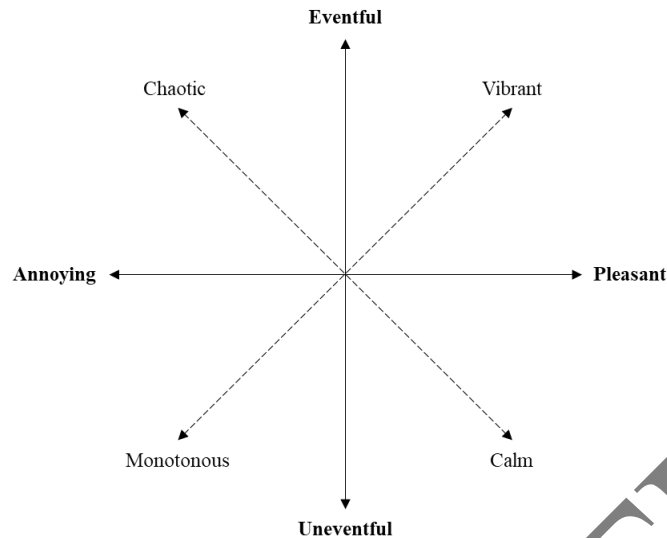 Eventful
Chaotic Vibrant
Annoying Pleasant
Monotonous Calm
Uneventful